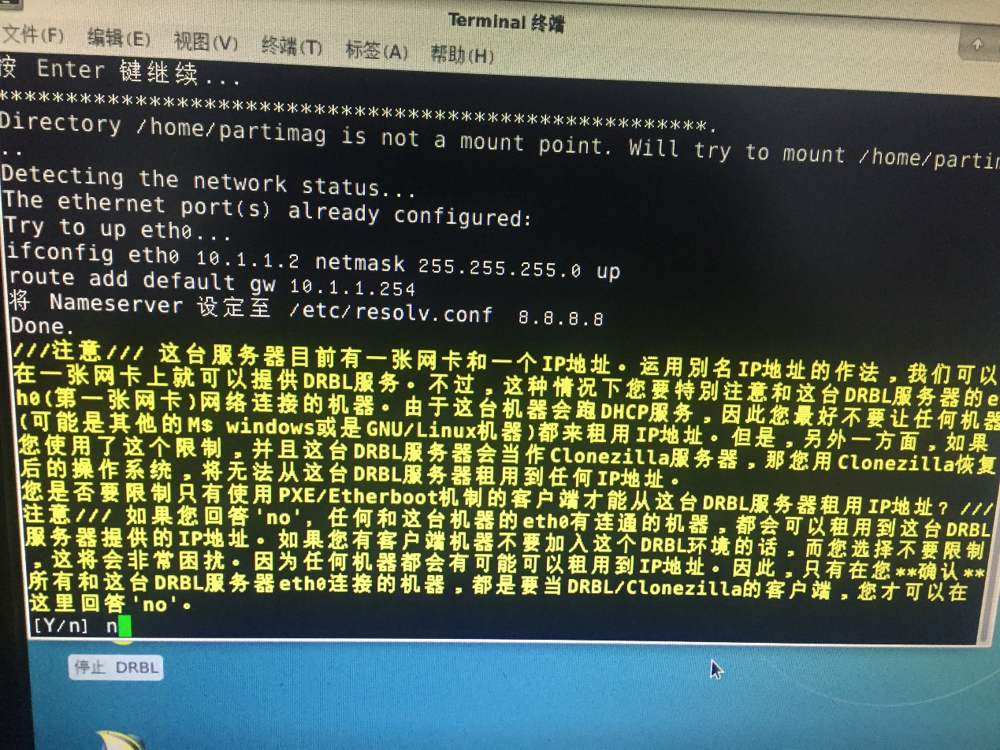 Terminal 终端
文件(F) 编辑(E) 视图(V) 终端(T) 标签(A) 帮助(H)
按 Enter 键继续...
*****************************************************.
Directory /home/partimag is not a mount point. Will try to mount /home/partim
..
Detecting the network status...
The ethernet port(s) already configured:
Try to up eth0...
ifconfig eth0 10.1.1.2 netmask 255.255.255.0 up
route add default gw 10.1.1.254
将 Nameserver 设定至 /etc/resolv.conf 8.8.8.8
Done.
///注意/// 这台服务器目前有一张网卡和一个IP地址。运用别名IP地址的作法，我们可以
在一张网卡上就可以提供DRBL服务。不过，这种情况下您要特别注意和这台DRBL服务器的e
h0(第一张网卡)网络连接的机器。由于这台机器会跑DHCP服务，因此您最好不要让任何机器
(可能是其他的M$ windows或是GNU/Linux机器)都来租用IP地址。但是，另外一方面，如果
您使用了这个限制，并且这台DRBL服务器会当作Clonezilla服务器，那您用Clonezilla恢复
后的操作系统，将无法从这台DRBL服务器租用到任何IP地址。
您是否要限制只有使用PXE/Etherboot机制的客户端才能从这台DRBL服务器租用IP地址? ///
注意/// 如果您回答'no'，任何和这台机器的eth0有连通的机器，都会可以租用到这台DRBL
服务器提供的IP地址。如果您有客户端机器不要加入这个DRBL环境的话，而您选择不要限制
，这将会非常困扰。因为任何机器都会有可能可以租用到IP地址。因此，只有在您**确认**
所有和这台DRBL服务器eth0连接的机器，都是要当DRBL/Clonezilla的客户端，您才可以在
这里回答'no'。
[Y/n] n
停止 DRBL